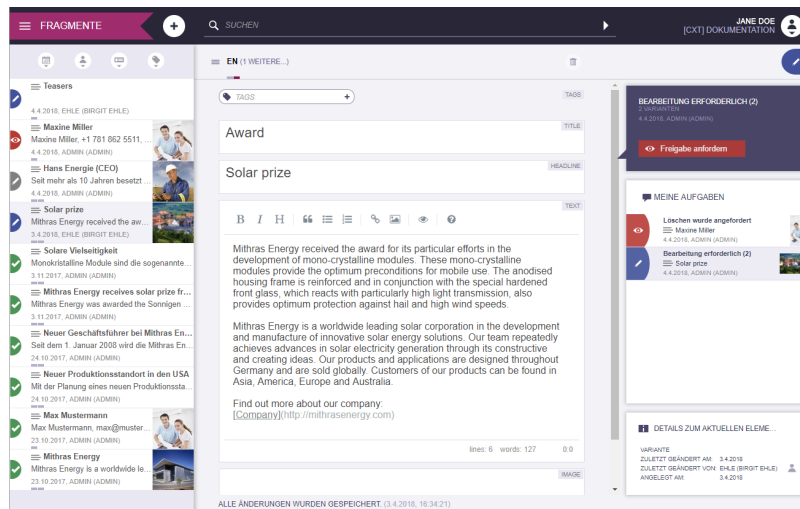 FRAGMENTE
SUCHEN
JANE DOE
[CXT] DOKUMENTATION
Teasers
4.4.2018, EHLE (BIRGIT EHLE)
Maxine Miller
Maxine Miller, +1 781 862 5511, ...
4.4.2018, ADMIN (ADMIN)
Hans Energie (CEO)
Seit mehr als 10 Jahren besetzt ...
4.4.2018, ADMIN (ADMIN)
Solar prize
Mithras Energy received the aw...
3.4.2018, EHLE (BIRGIT EHLE)
Solare Vielseitigkeit
Monokristalline Module sind die sogenannte...
3.11.2017, ADMIN (ADMIN)
Mithras Energy receives solar prize fr...
Mithras Energy was awarded the Sonnigen ...
3.11.2017, ADMIN (ADMIN)
Neuer Geschäftsführer bei Mithras En...
Seit dem 1. Januar 2008 wird die Mithras En...
24.10.2017, ADMIN (ADMIN)
Neuer Produktionsstandort in den USA
Mit der Planung eines neuen Produktionssta...
24.10.2017, ADMIN (ADMIN)
Max Mustermann
Max Mustermann, max@muster...
23.10.2017, ADMIN (ADMIN)
Mithras Energy
Mithras Energy is a worldwide le...
23.10.2017, ADMIN (ADMIN)
EN (1 WEITERE...)
TAGS
TAGS
Award
TITLE
Solar prize
HEADLINE
TEXT
B I H
Mithras Energy received the award for its particular efforts in the
development of mono-crystalline modules. These mono-crystalline
modules provide the optimum preconditions for mobile use. The anodised
housing frame is reinforced and in conjunction with the special hardened
front glass, which reacts with particularly high light transmission, also
provides optimum protection against hail and high wind speeds.
Mithras Energy is a worldwide leading solar corporation in the development
and manufacture of innovative solar energy solutions. Our team repeatedly
achieves advances in solar electricity generation through its constructive
and creating ideas. Our products and applications are designed throughout
Germany and are sold globally. Customers of our products can be found in
Asia, America, Europe and Australia.
Find out more about our company:
[Company](http://mithrasenergy.com)
lines: 6 words: 127 0:0
IMAGE
ALLE ÄNDERUNGEN WURDEN GESPEICHERT. (3.4.2018, 16:34:21)
BEARBEITUNG ERFORDERLICH (2)
2 VARIANTEN
4.4.2018, ADMIN (ADMIN)
Freigabe anfordern
MEINE AUFGABEN
Löschen wurde angefordert
Maxine Miller
4.4.2018, ADMIN (ADMIN)
Bearbeitung erforderlich (2)
Solar prize
4.4.2018, ADMIN (ADMIN)
DETAILS ZUM AKTUELLEN ELEME...
VARIANTE
ZULETZT GEÄNDERT AM: 3.4.2018
ZULETZT GEÄNDERT VON: EHLE (BIRGIT EHLE)
ANGELEGT AM: 3.4.2018